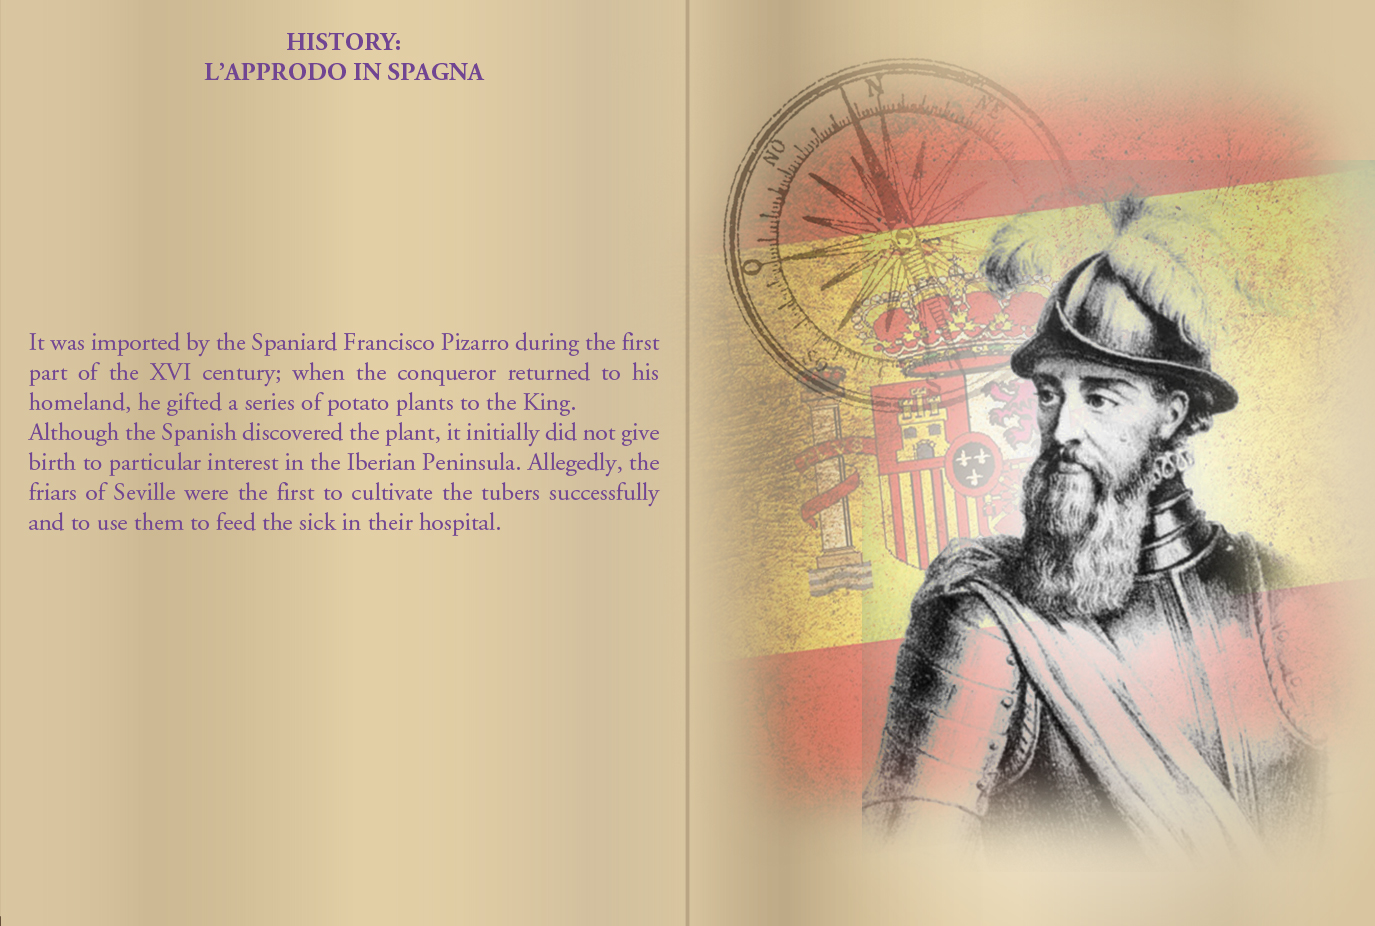 HISTORY:
L'APPRODO IN SPAGNA
It was imported by the Spaniard Francisco Pizarro during the first
part of the XVI century; when the conqueror returned to his
homeland, he gifted a series of potato plants to the King.
Although the Spanish discovered the plant, it initially did not give
birth to particular interest in the Iberian Peninsula. Allegedly, the
friars of Seville were the first to cultivate the tubers successfully
and to use them to feed the sick in their hospital.
N
NE
NO
O
SO
S